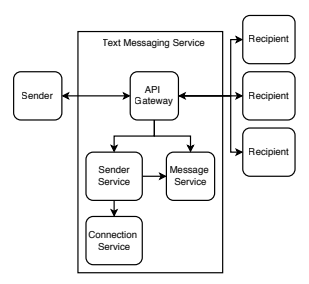 Text Messaging Service
Recipient
Sender
API
Gateway
Recipient
Recipient
Sender
Service
Message
Service
Connection
Service